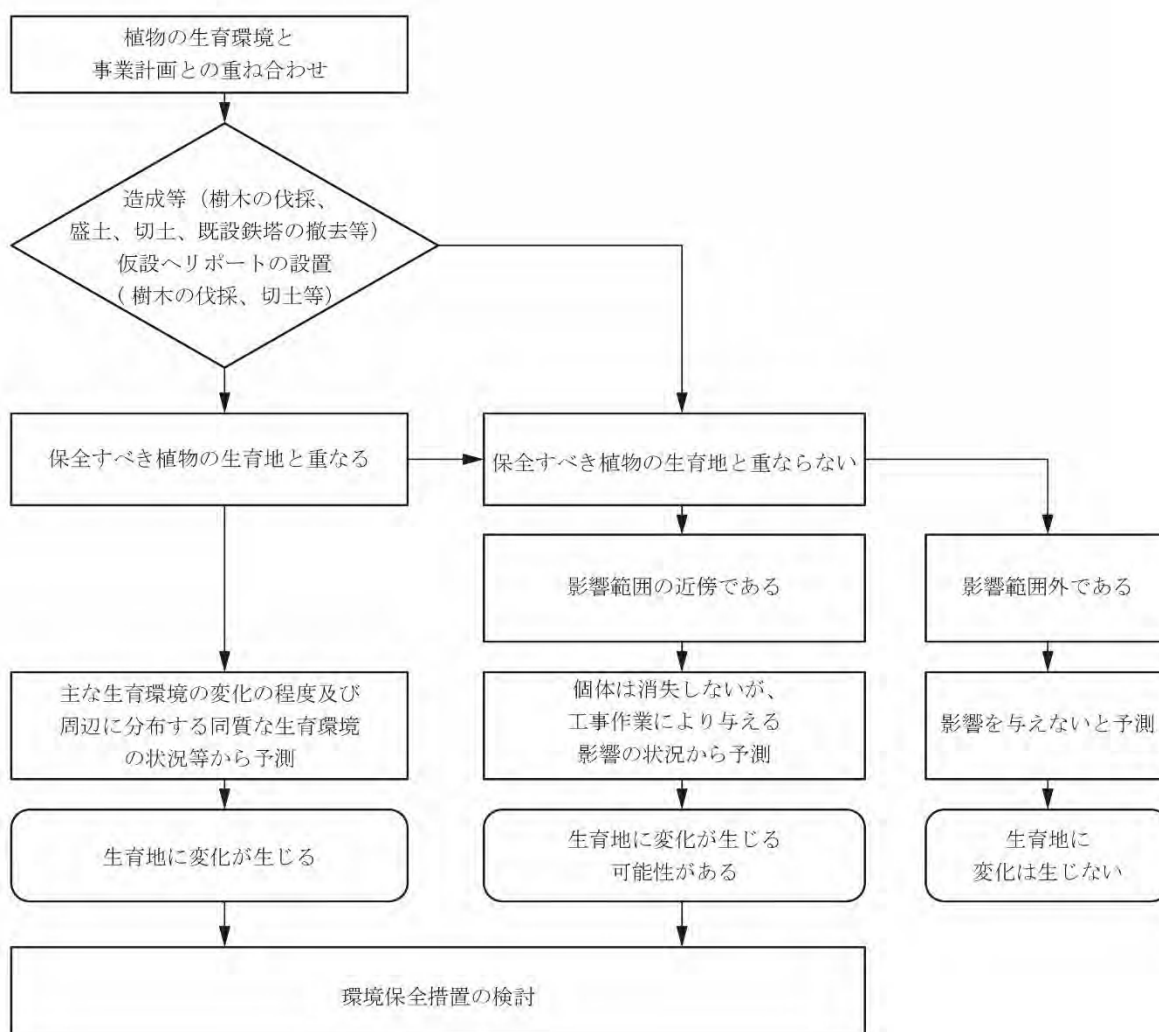 植物の生育環境と
事業計画との重ね合わせ
造成等（樹木の伐採、
盛土、切土、既設鉄塔の撤去等）
仮設ヘリポートの設置
（樹木の伐採、切土等）
保全すべき植物の生育地と重なる
保全すべき植物の生育地と重ならない
影響範囲の近傍である
影響範囲外である
主な生育環境の変化の程度及び
周辺に分布する同質な生育環境
の状況等から予測
個体は消失しないが、
工事作業により与える
影響の状況から予測
影響を与えないと予測
生育地に変化が生じる
生育地に変化が生じる
可能性がある
生育地に
変化は生じない
環境保全措置の検討